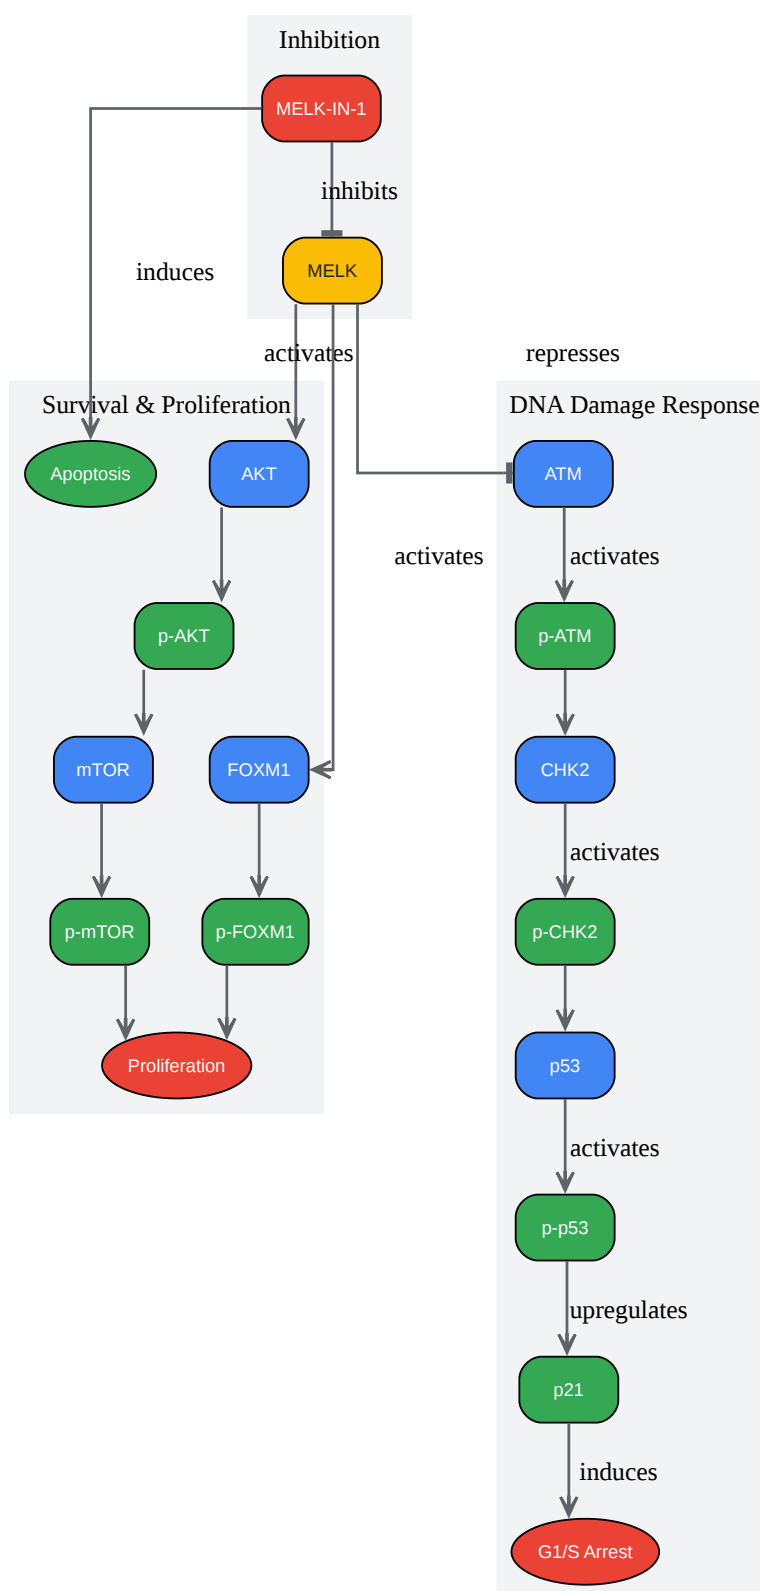 Inhibition
MELK-IN-1
inhibits
MELK
induces
activates
represses
Survival & Proliferation
DNA Damage Response
Apoptosis
AKT
ATM
activates
activates
p-AKT
p-ATM
mTOR
FOXM1
CHK2
activates
p-mTOR
p-FOXM1
p-CHK2
Proliferation
p53
activates
p-p53
upregulates
p21
induces
G1/S Arrest